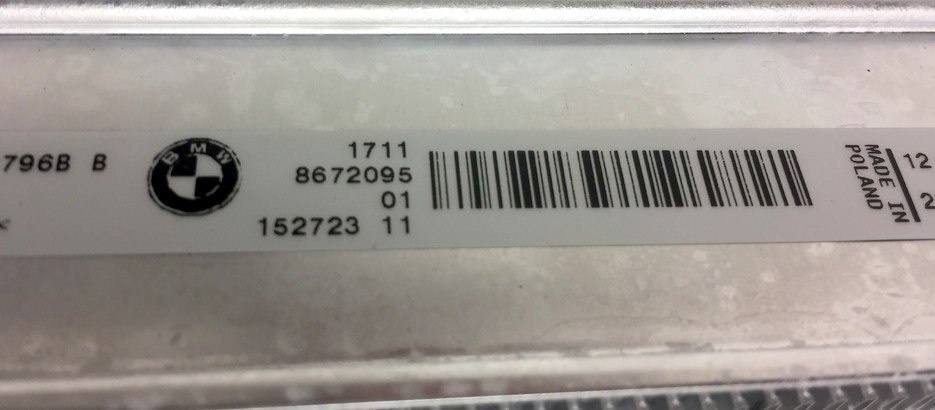 796B B
BMW
1711
8672095
01
152723 11
MADE IN
POLAND
12
2